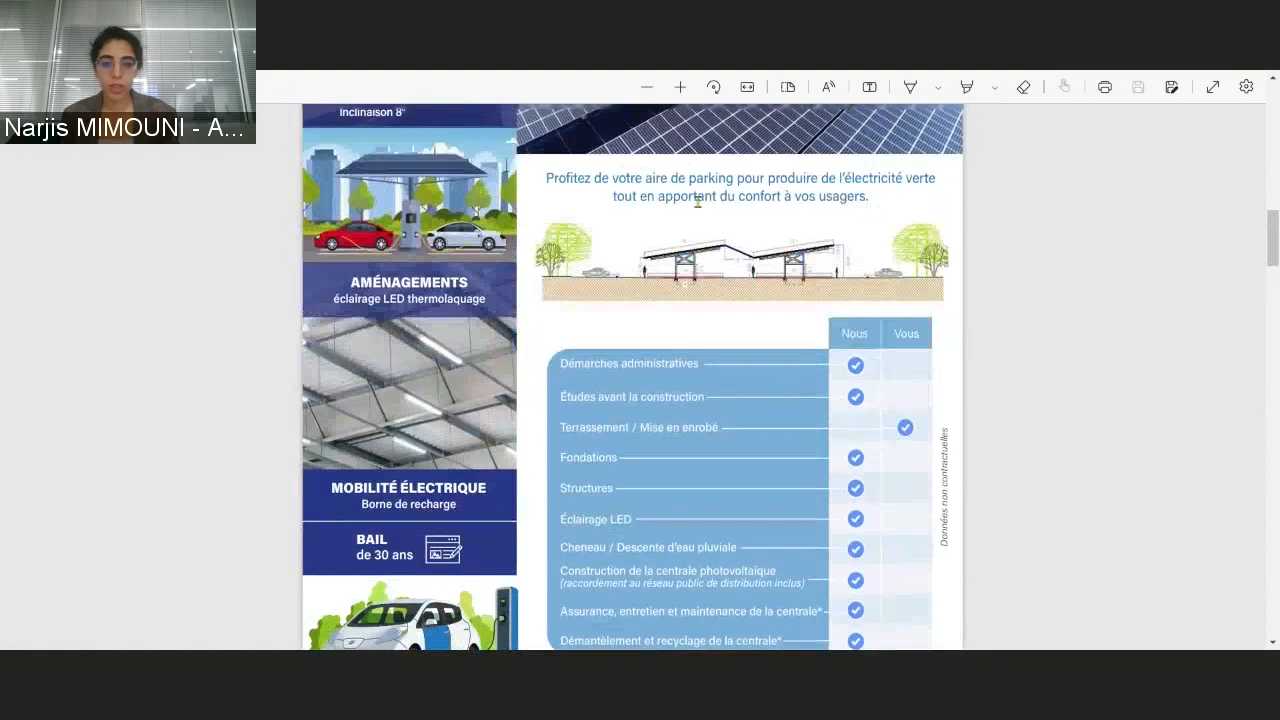 Narjis MIMOUNI - A...
Inclinaison 8°
AMÉNAGEMENTS
éclairage LED thermolaquage
MOBILITÉ ÉLECTRIQUE
Borne de recharge
BAIL
de 30 ans
Profitez de votre aire de parking pour produire de l'électricité verte
tout en apportant du confort à vos usagers.
Nous Vous
Démarches administratives
Études avant la construction
Terrassement / Mise en enrobé
Fondations
Structures
Éclairage LED
Cheneau / Descente d'eau pluviale
Construction de la centrale photovoltaïque
(raccordement au réseau public de distribution inclus)
Assurance, entretien et maintenance de la centrale*
Démantèlement et recyclage de la centrale*
Données non contractuelles